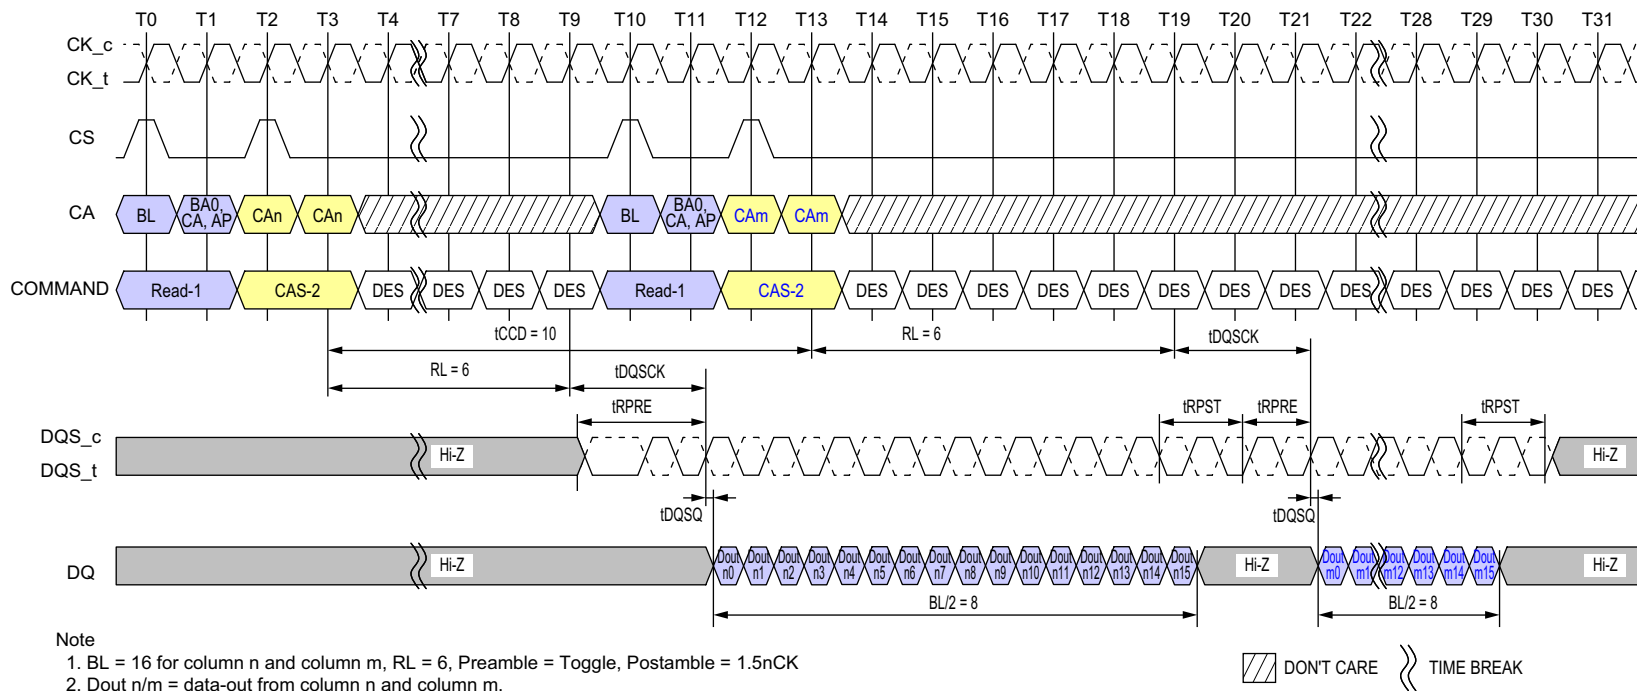 T0 T1 T2 T3 T4 T7 T8 T9 T10 T11 T12 T13 T14 T15 T16 T17 T18 T19 T20 T21 T22 T28 T29 T30 T31
CK_c
CK_t
CS
CA BL BA0, CA, AP CAn CAn BL BA0, CA, AP CAm CAm
COMMAND Read-1 CAS-2 DES DES DES DES Read-1 CAS-2 DES DES DES DES DES DES DES DES DES DES DES DES DES
tCCD = 10 RL = 6 tDQSCK
RL = 6 tDQSCK
tRPRE tRPST tRPRE tRPST
DQS_c
DQS_t
Hi-Z Hi-Z
tDQSQ tDQSQ
DQ Hi-Z Dout n0 Dout n1 Dout n2 Dout n3 Dout n4 Dout n5 Dout n6 Dout n7 Dout n8 Dout n9 Dout n10 Dout n11 Dout n12 Dout n13 Dout n14 Dout n15 Hi-Z Dout m0 Dout m1 Dout m12 Dout m13 Dout m14 Dout m15 Hi-Z
BL/2 = 8 BL/2 = 8
Note
1. BL = 16 for column n and column m, RL = 6, Preamble = Toggle, Postamble = 1.5nCK
2. Dout n/m = data-out from column n and column m.
DON'T CARE TIME BREAK